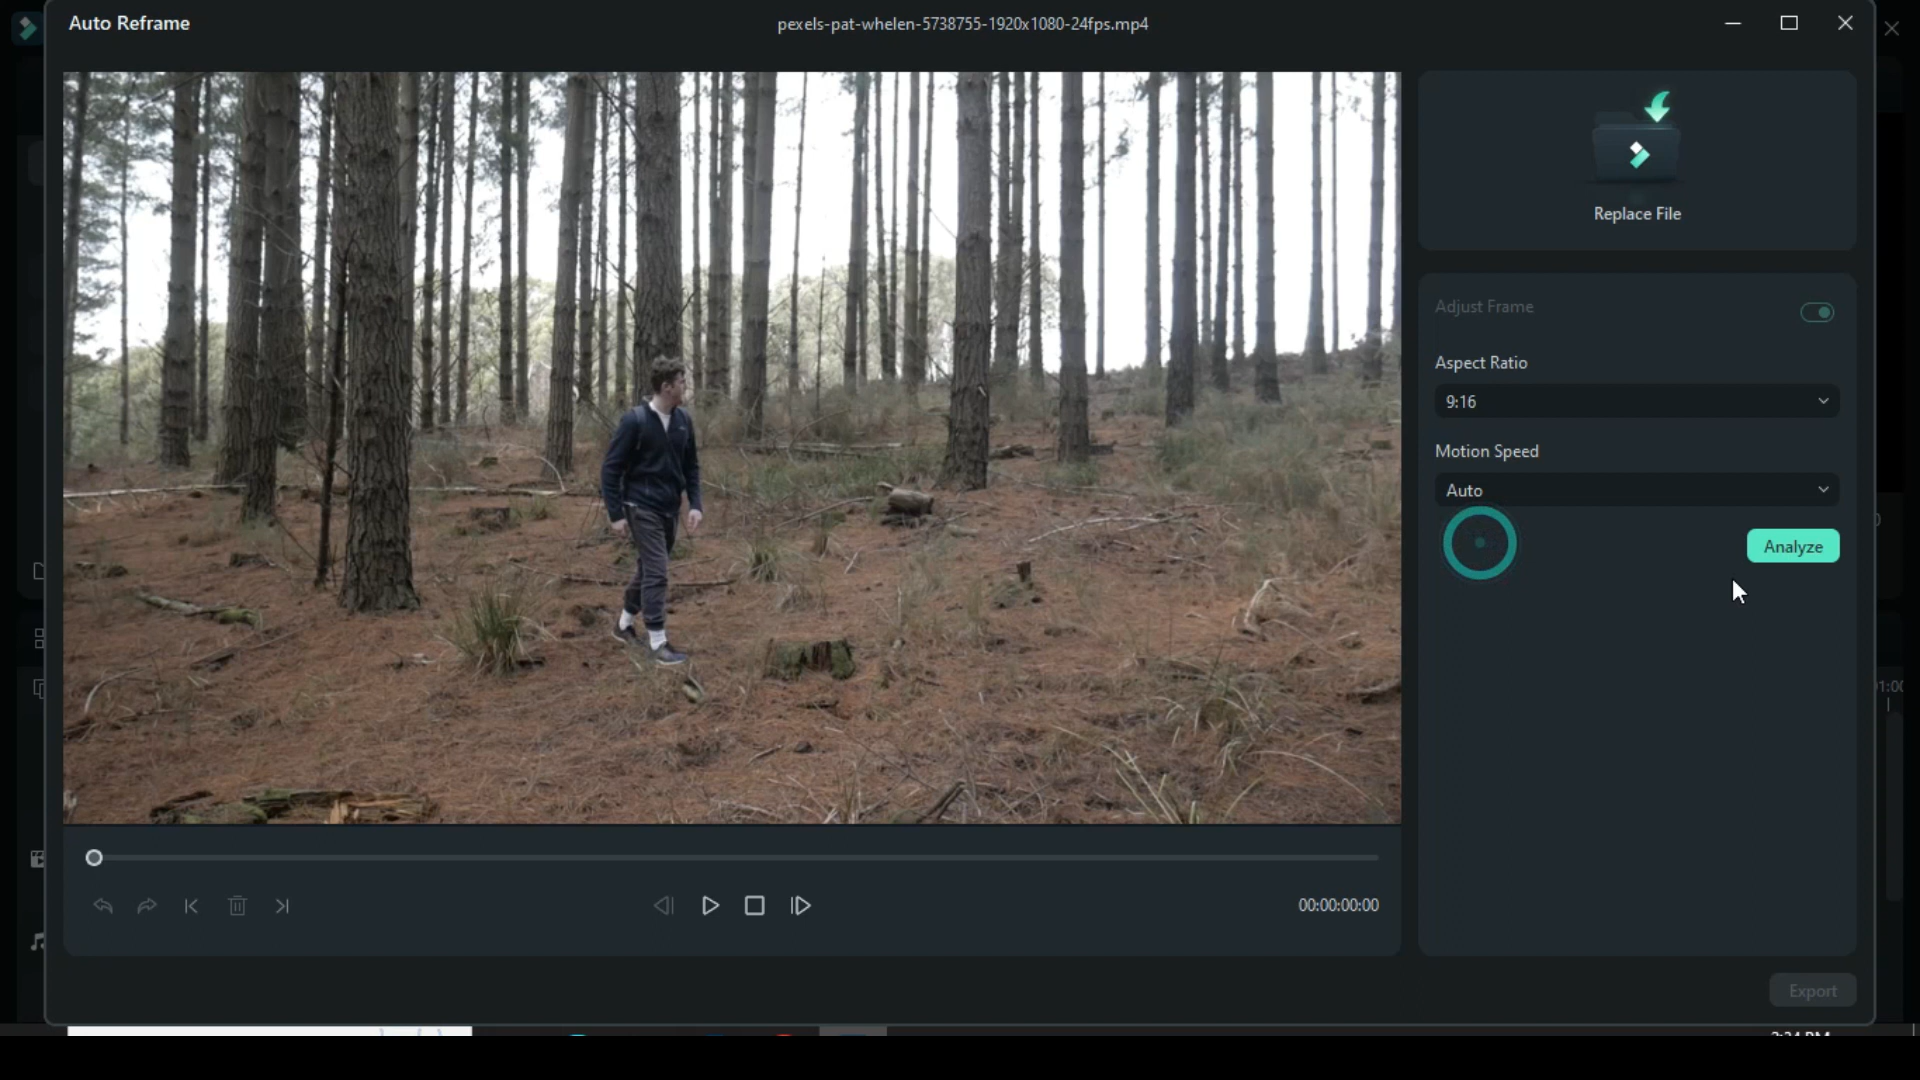 Auto Reframe
pexels-pat-whelen-5738755-1920x1080-24fps.mp4
Replace File
Adjust Frame
Aspect Ratio
9:16
Motion Speed
Auto
Analyze
00:00:00:00
Export